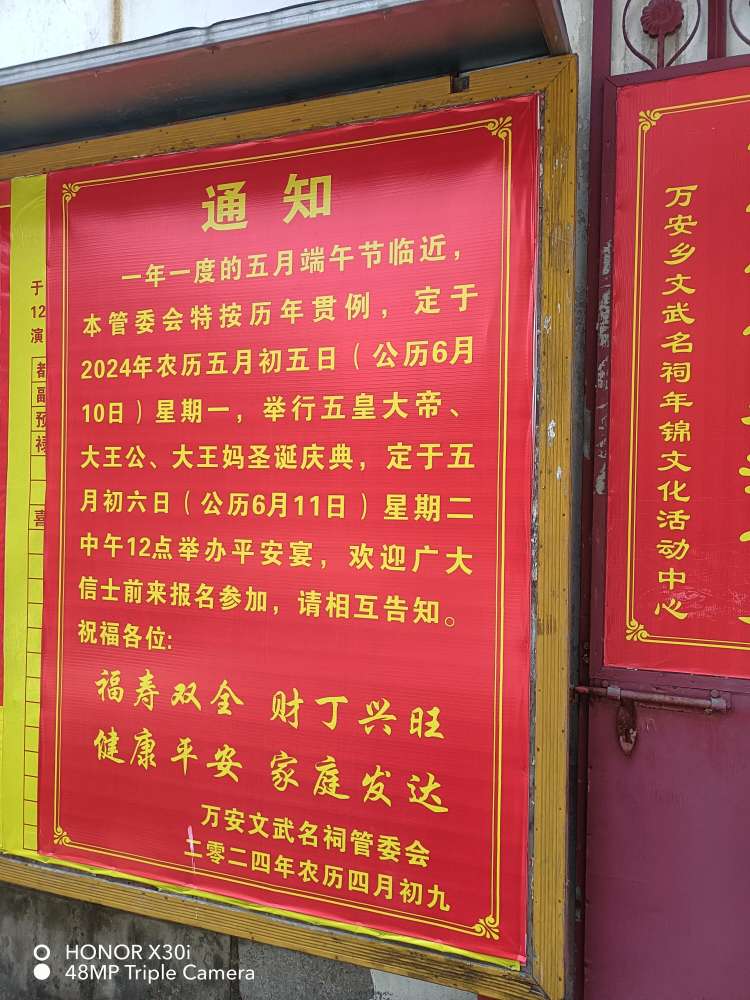 通知
一年一度的五月端午节临近，
本管委会特按历年贯例，定于
2024年农历五月初五日（公历6月
10日）星期一，举行五皇大帝、
大王公、大王妈圣诞庆典，定于五
月初六日（公历6月11日）星期二
中午12点举办平安宴，欢迎广大
信士前来报名参加，请相互告知。
祝福各位:
福寿双全 财丁兴旺
健康平安 家庭发达
万安文武名祠管委会
二零二四年农历四月初九
于
12
演
都
副
预
禄
喜
万安乡文武名祠年锦文化活动中心
HONOR X30i
48MP Triple Camera